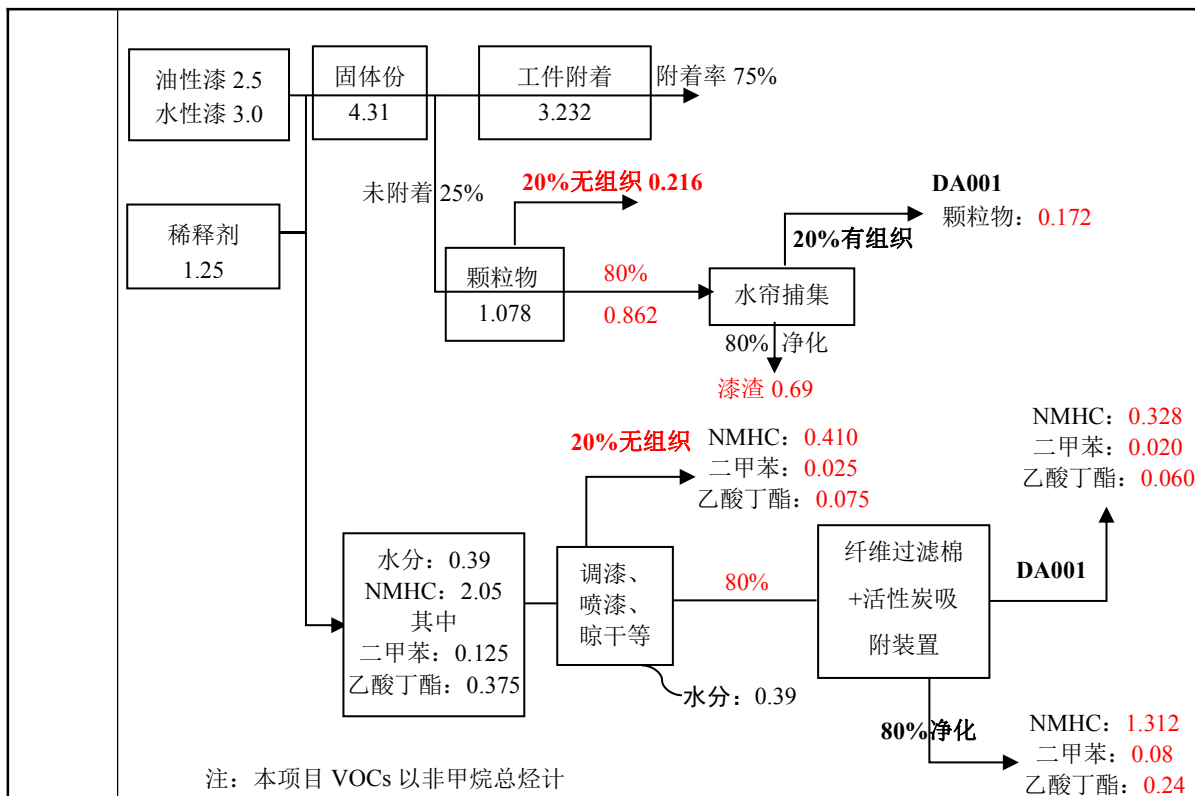 油性漆 2.5
水性漆 3.0
固体份
4.31
工件附着
3.232
附着率 75%
稀释剂
1.25
未附着 25%
20%无组织 0.216
DA001
颗粒物：0.172
20%有组织
颗粒物
1.078
80%
0.862
水帘捕集
80% 净化
漆渣 0.69
20%无组织
NMHC：0.410
二甲苯：0.025
乙酸丁酯：0.075
NMHC：0.328
二甲苯：0.020
乙酸丁酯：0.060
水分：0.39
NMHC：2.05
其中
二甲苯：0.125
乙酸丁酯：0.375
调漆、
喷漆、
晾干等
80%
纤维过滤棉
+活性炭吸
附装置
DA001
水分：0.39
80%净化
NMHC：1.312
二甲苯：0.08
乙酸丁酯：0.24
注：本项目 VOCs 以非甲烷总烃计